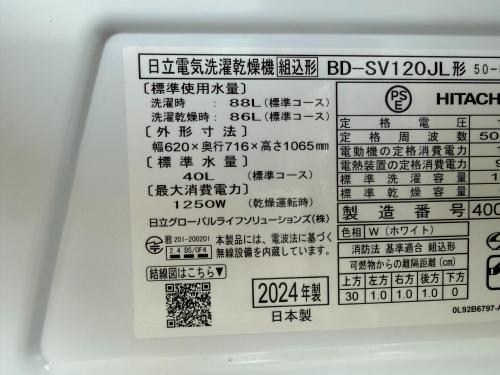 日立電気洗濯乾燥機 組込形 BD-SV120JL形 50-
〔標準使用水量〕
洗濯時 : 88L(標準コース)
洗濯乾燥時 : 86L(標準コース)
〔外形寸法〕
幅620×奥行716×高さ1065mm
〔標準水量〕
40L (標準コース)
〔最大消費電力〕
1250W (乾燥運転時)
日立グローバルライフソリューションズ(株)
R 201-200201
2.4 DS/OF4
本製品には、電波法に基づく
無線設備を内蔵しています。
結線図はこちら▼
2024年製
日本製
PS
E
HITACH
定格電圧
定格周波数 50
電動機の定格消費電力
電熱装置の定格消費電力
標準洗濯容量
標準乾燥容量
製造番号 400
色相 W(ホワイト)
消防法 基準適合 組込形
可燃物からの離隔距離(cm)
上方 左方 右方 後方 下方
30 1.0 1.0 1.0 0
0L92B6797-A